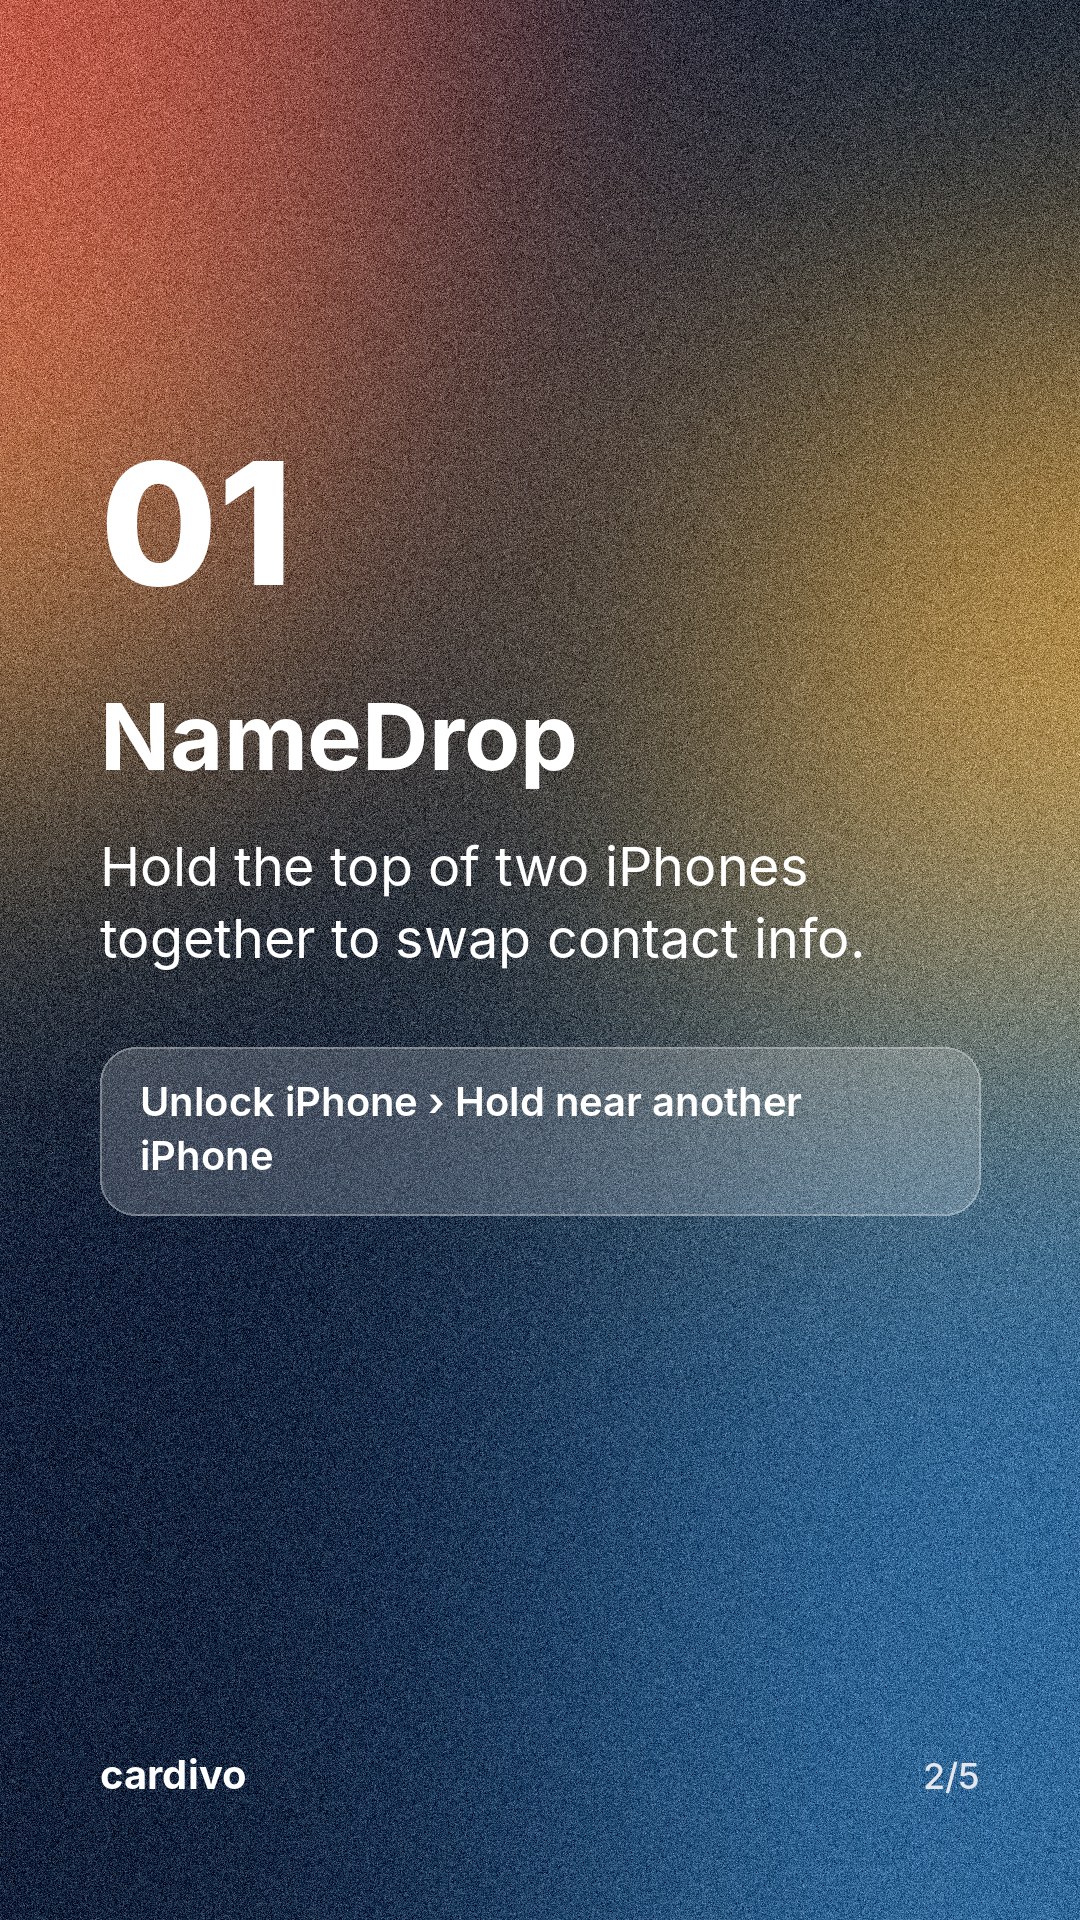 01
NameDrop
Hold the top of two iPhones
together to swap contact info.
Unlock iPhone › Hold near another
iPhone
cardivo
2/5